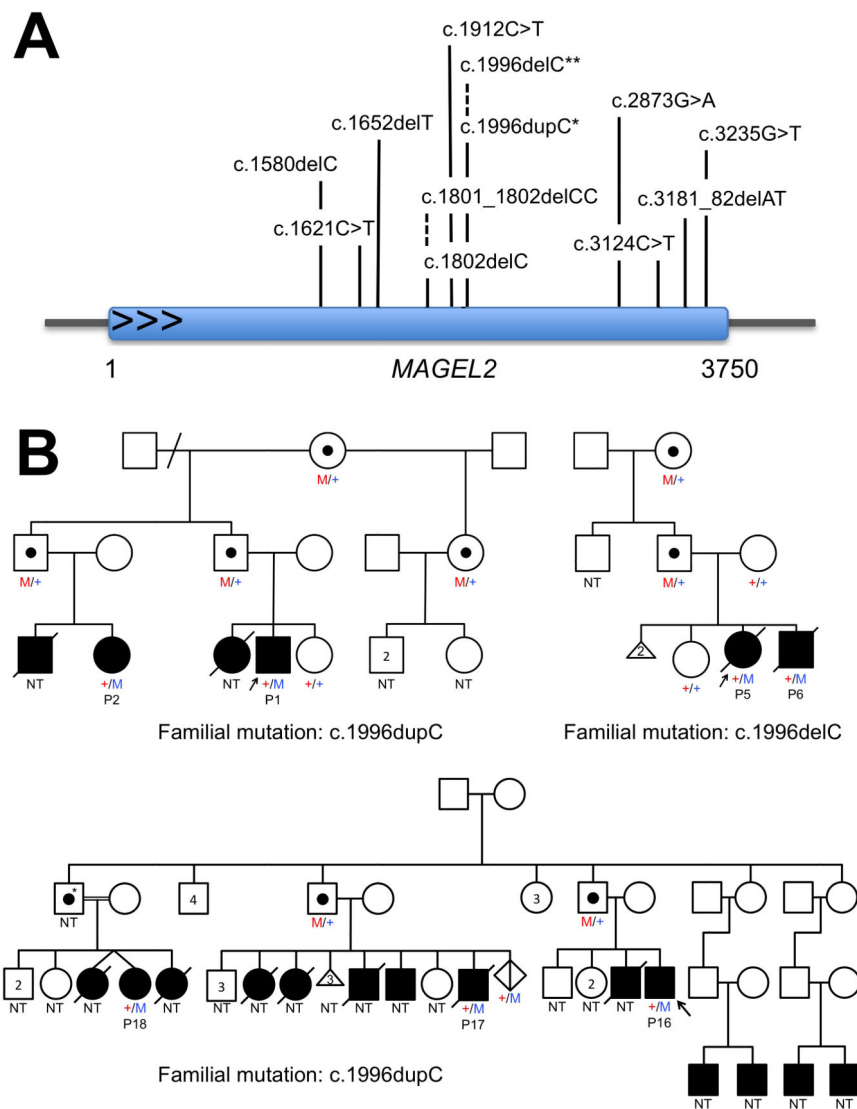 A
c.1912C>T
c.1996delC**
c.2873G>A
c.1652delT
c.1996dupC*
c.3235G>T
c.1580delC
c.1801_1802delCC
c.3181_82delAT
c.1621C>T
c.1802delC
c.3124C>T
>>>
1 MAGEL2 3750
B
M/+ M/+
M/+ M/+ M/+ NT M/+ +/+
2 2
NT +/M NT +/M +/+ NT NT +/+ +/M +/M
P2 P1 P5 P6
Familial mutation: c.1996dupC Familial mutation: c.1996delC
* 4 3
NT M/+ M/+
2 3 3 2
NT NT NT +/M NT NT NT NT NT NT NT NT +/M +/M NT NT NT +/M
P18 P17 P16
Familial mutation: c.1996dupC
NT NT NT NT